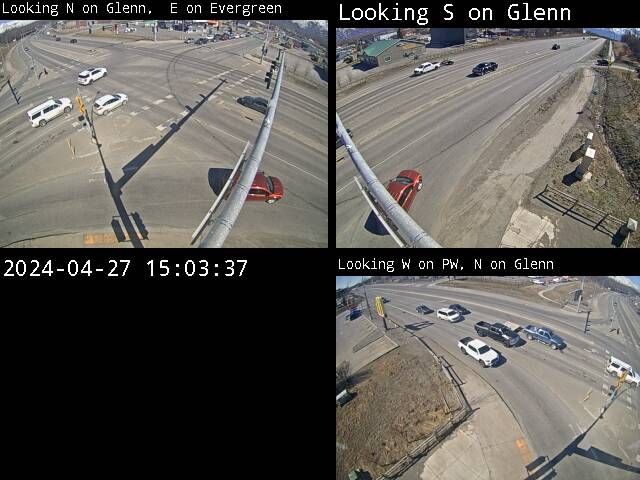 Looking N on Glenn,  E on Evergreen
Looking S on Glenn
2024-04-27 15:03:37
Looking W on PW, N on Glenn